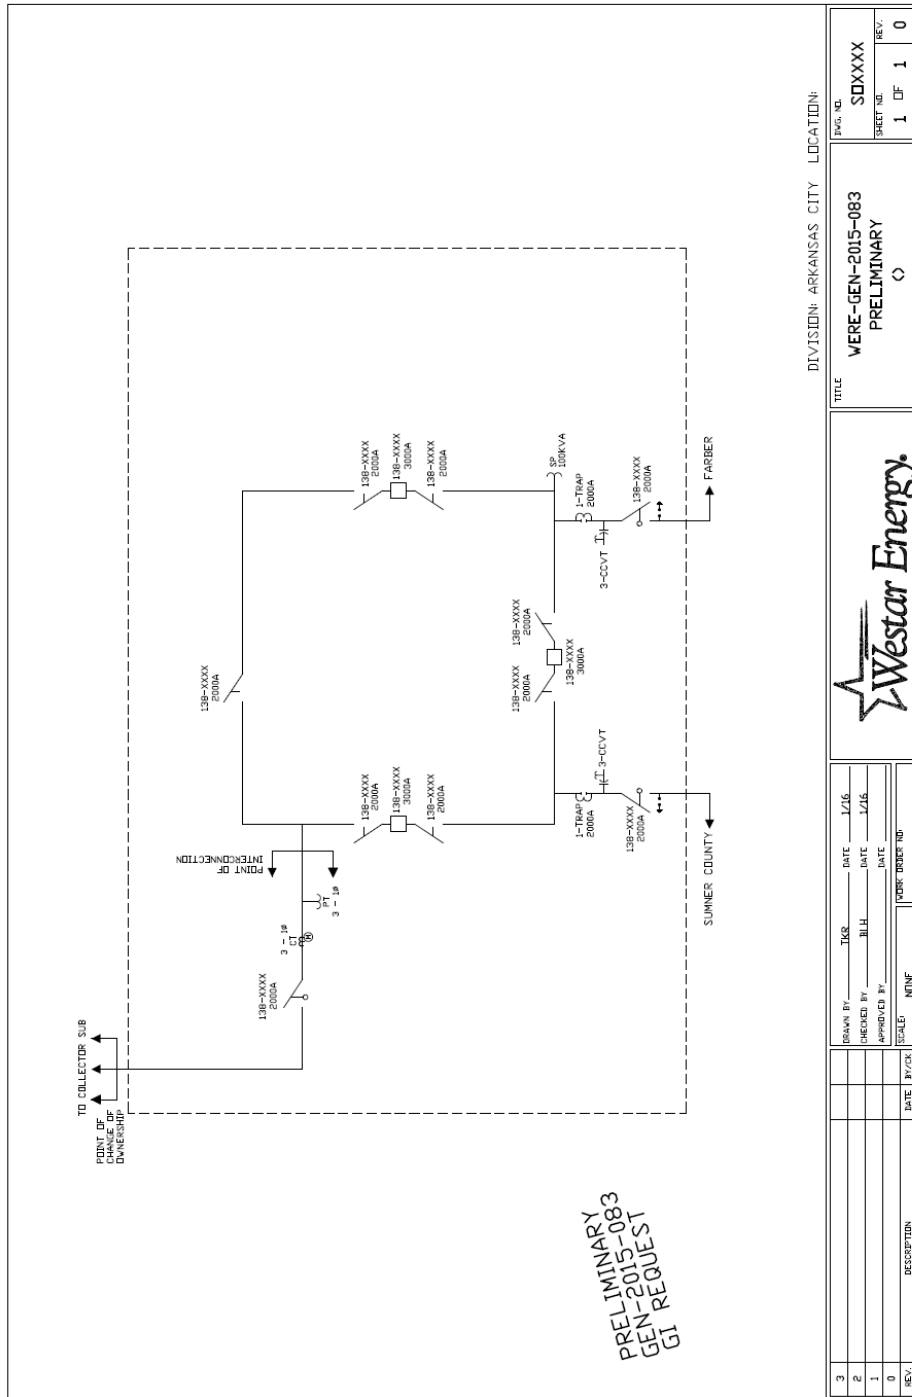 TO COLLECTOR SUB
POINT OF
CHANGE OF
OWNERSHIP
138-XXXX
2000A
3 - 1ø
CT
M
PT
3 - 1ø
POINT OF
INTERCONNECTION
138-XXXX
2000A
138-XXXX
2000A
138-XXXX
3000A
138-XXXX
2000A
138-XXXX
2000A
138-XXXX
3000A
138-XXXX
2000A
138-XXXX
2000A
138-XXXX
3000A
138-XXXX
2000A
SP
100KVA
1-TRAP
2000A
3-CCVT
138-XXXX
2000A
1-TRAP
2000A
3-CCVT
138-XXXX
2000A
SUMNER COUNTY
FARBER
PRELIMINARY
GEN-2015-083
GI REQUEST
DIVISION: ARKANSAS CITY LOCATION:
3
2
1
0
REV.
DESCRIPTION
DATE
BY/CK
DRAWN BY TKR DATE 1/16
CHECKED BY BLH DATE 1/16
APPROVED BY DATE
SCALE: NONE
WORK ORDER NO.
Westar Energy.
TITLE
WERE-GEN-2015-083
PRELIMINARY
<>
DWG. NO.
SOXXXX
SHEET NO.
1 OF 1
REV.
0